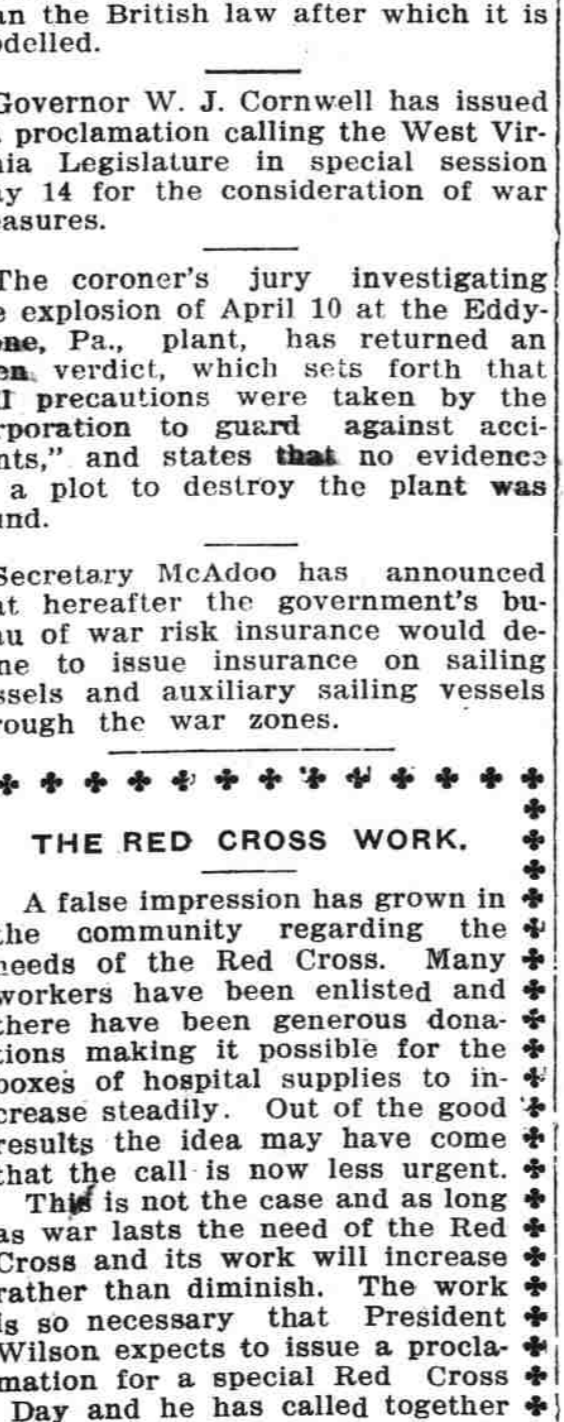 an the British law after which it is
odelled.
Governor W. J. Cornwell has issued
proclamation calling the West Vir-
nia Legislature in special session
ay 14 for the consideration of war
easures.
The coroner's jury investigating
e explosion of April 10 at the Eddy-
one, Pa., plant, has returned an
en verdict, which sets forth that
precautions were taken by the
rporation to guard against acci-
nts," and states that no evidence
a plot to destroy the plant was
und.
Secretary McAdoo has announced
at hereafter the government's bu-
au of war risk insurance would de-
ne to issue insurance on sailing
ssels and auxiliary sailing vessels
rough the war zones.
THE RED CROSS WORK.
A false impression has grown in
the community regarding the
needs of the Red Cross. Many
workers have been enlisted and
there have been generous dona-
tions making it possible for the
boxes of hospital supplies to in-
crease steadily. Out of the good
results the idea may have come
that the call is now less urgent.
This is not the case and as long
as war lasts the need of the Red
Cross and its work will increase
rather than diminish. The work
is so necessary that President
Wilson expects to issue a procla-
mation for a special Red Cross
Day and he has called together